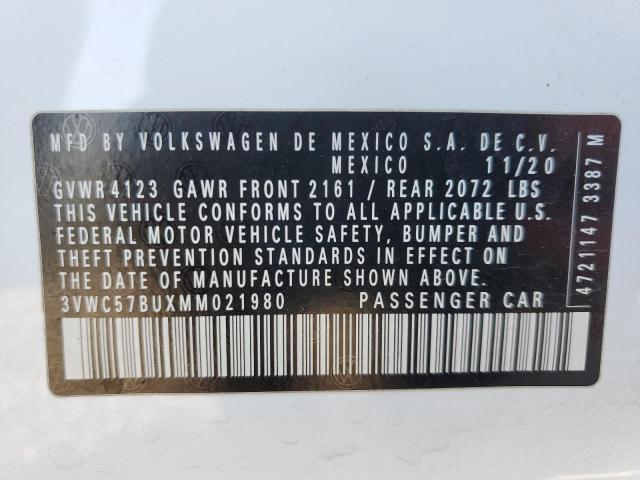 MFD BY VOLKSWAGEN DE MEXICO S.A. DE C.V.
MEXICO 11/20
GVWR 4123 GAWR FRONT 2161 / REAR 2072 LBS
THIS VEHICLE CONFORMS TO ALL APPLICABLE U.S.
FEDERAL MOTOR VEHICLE SAFETY, BUMPER AND
THEFT PREVENTION STANDARDS IN EFFECT ON
THE DATE OF MANUFACTURE SHOWN ABOVE.
3VWC57BUXMM021980 PASSENGER CAR
4721147 3387 M